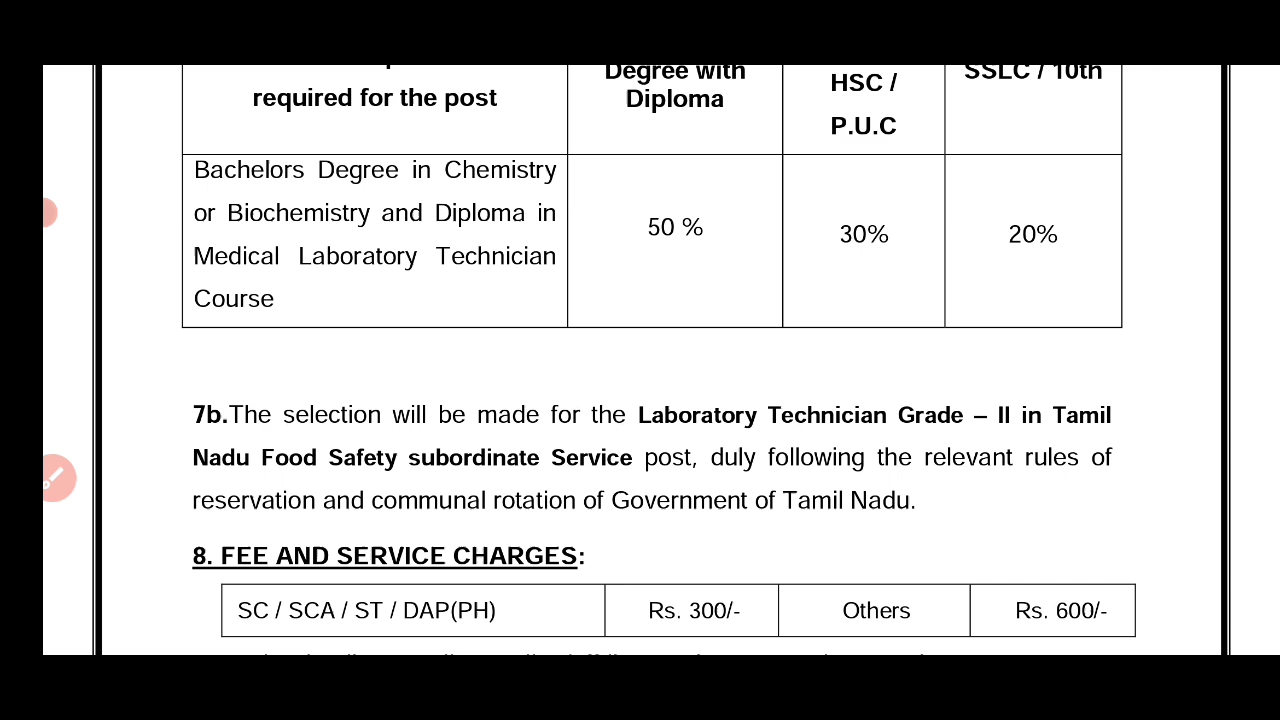 required for the post
Degree with
Diploma
HSC /
P.U.C
SSLC / 10th
Bachelors Degree in Chemistry
or Biochemistry and Diploma in
Medical Laboratory Technician
Course
50 %
30%
20%
7b.The selection will be made for the Laboratory Technician Grade – II in Tamil
Nadu Food Safety subordinate Service post, duly following the relevant rules of
reservation and communal rotation of Government of Tamil Nadu.
8. FEE AND SERVICE CHARGES:
SC / SCA / ST / DAP(PH) Rs. 300/- Others Rs. 600/-